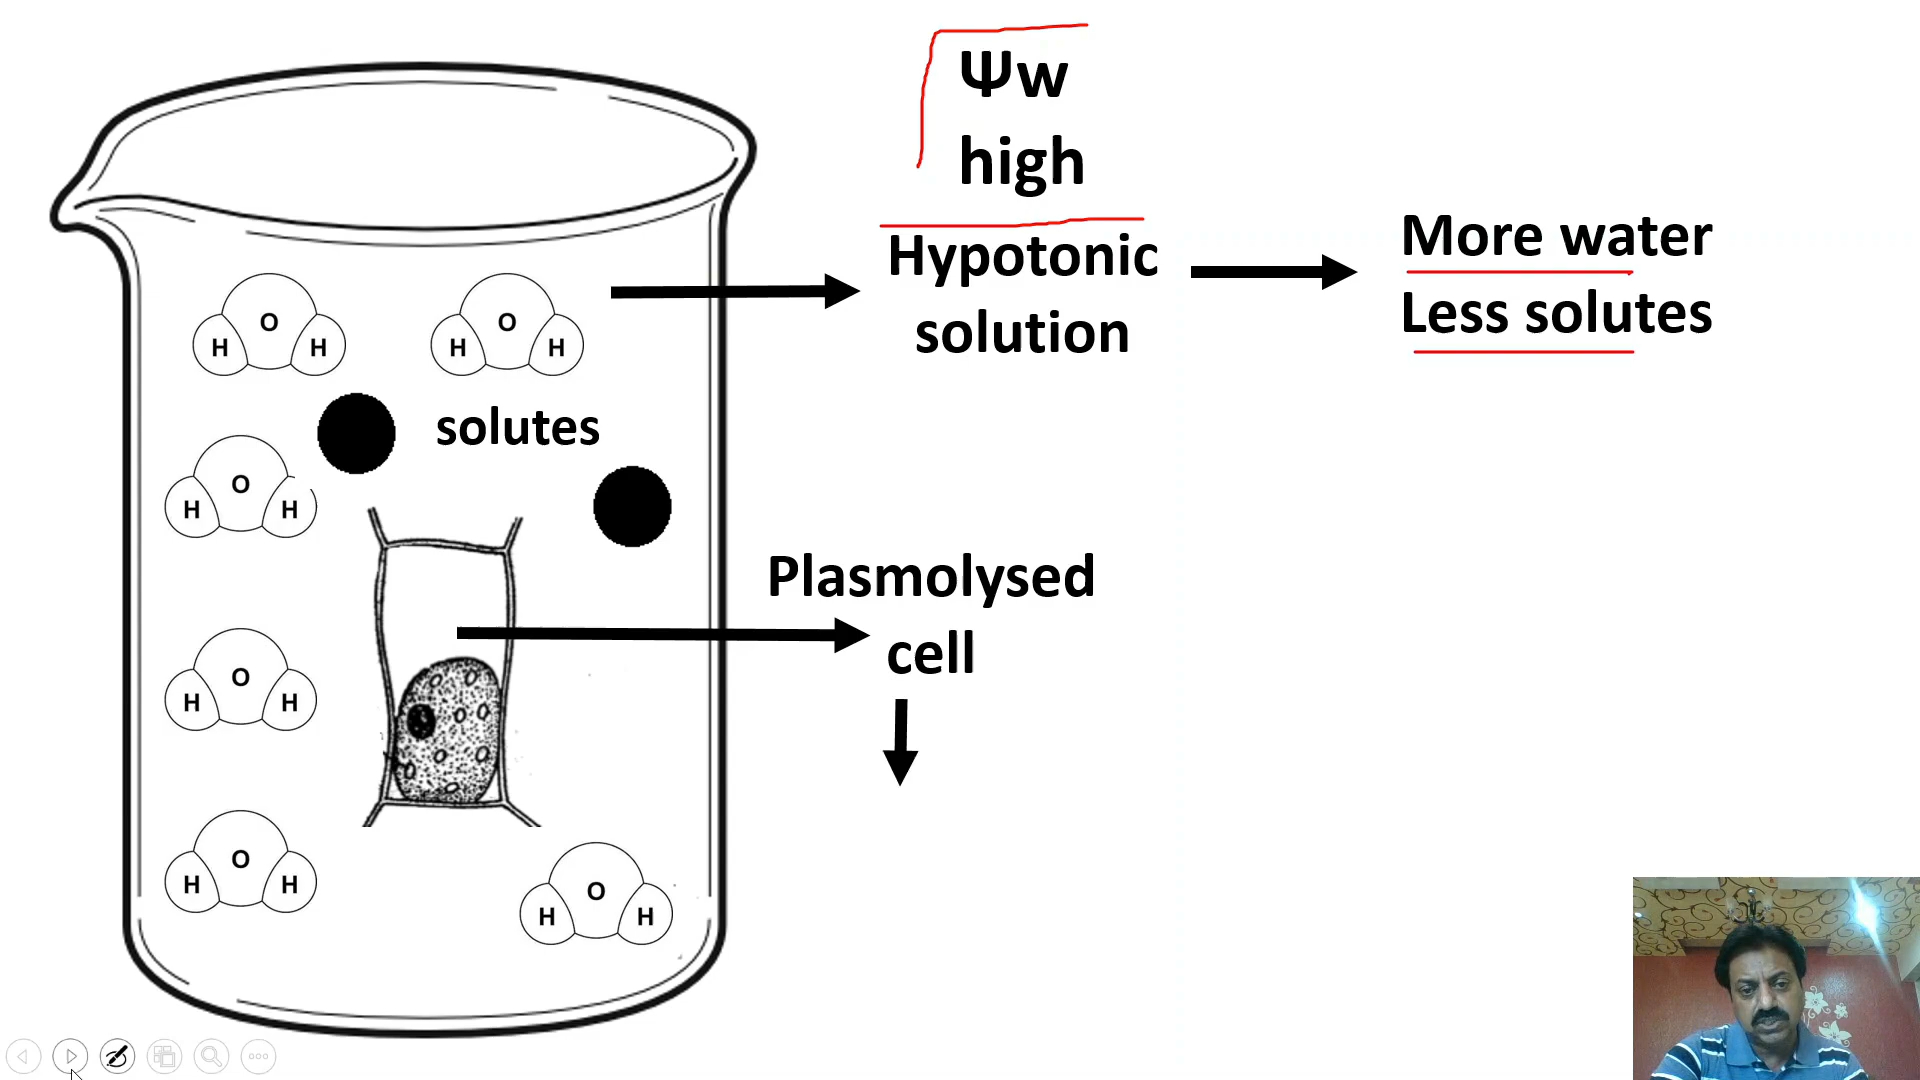 Ψw
high
Hypotonic
solution
More water
Less solutes
O
H H
O
H H
solutes
O
H H
Plasmolysed
cell
O
H H
O
H H
O
H H